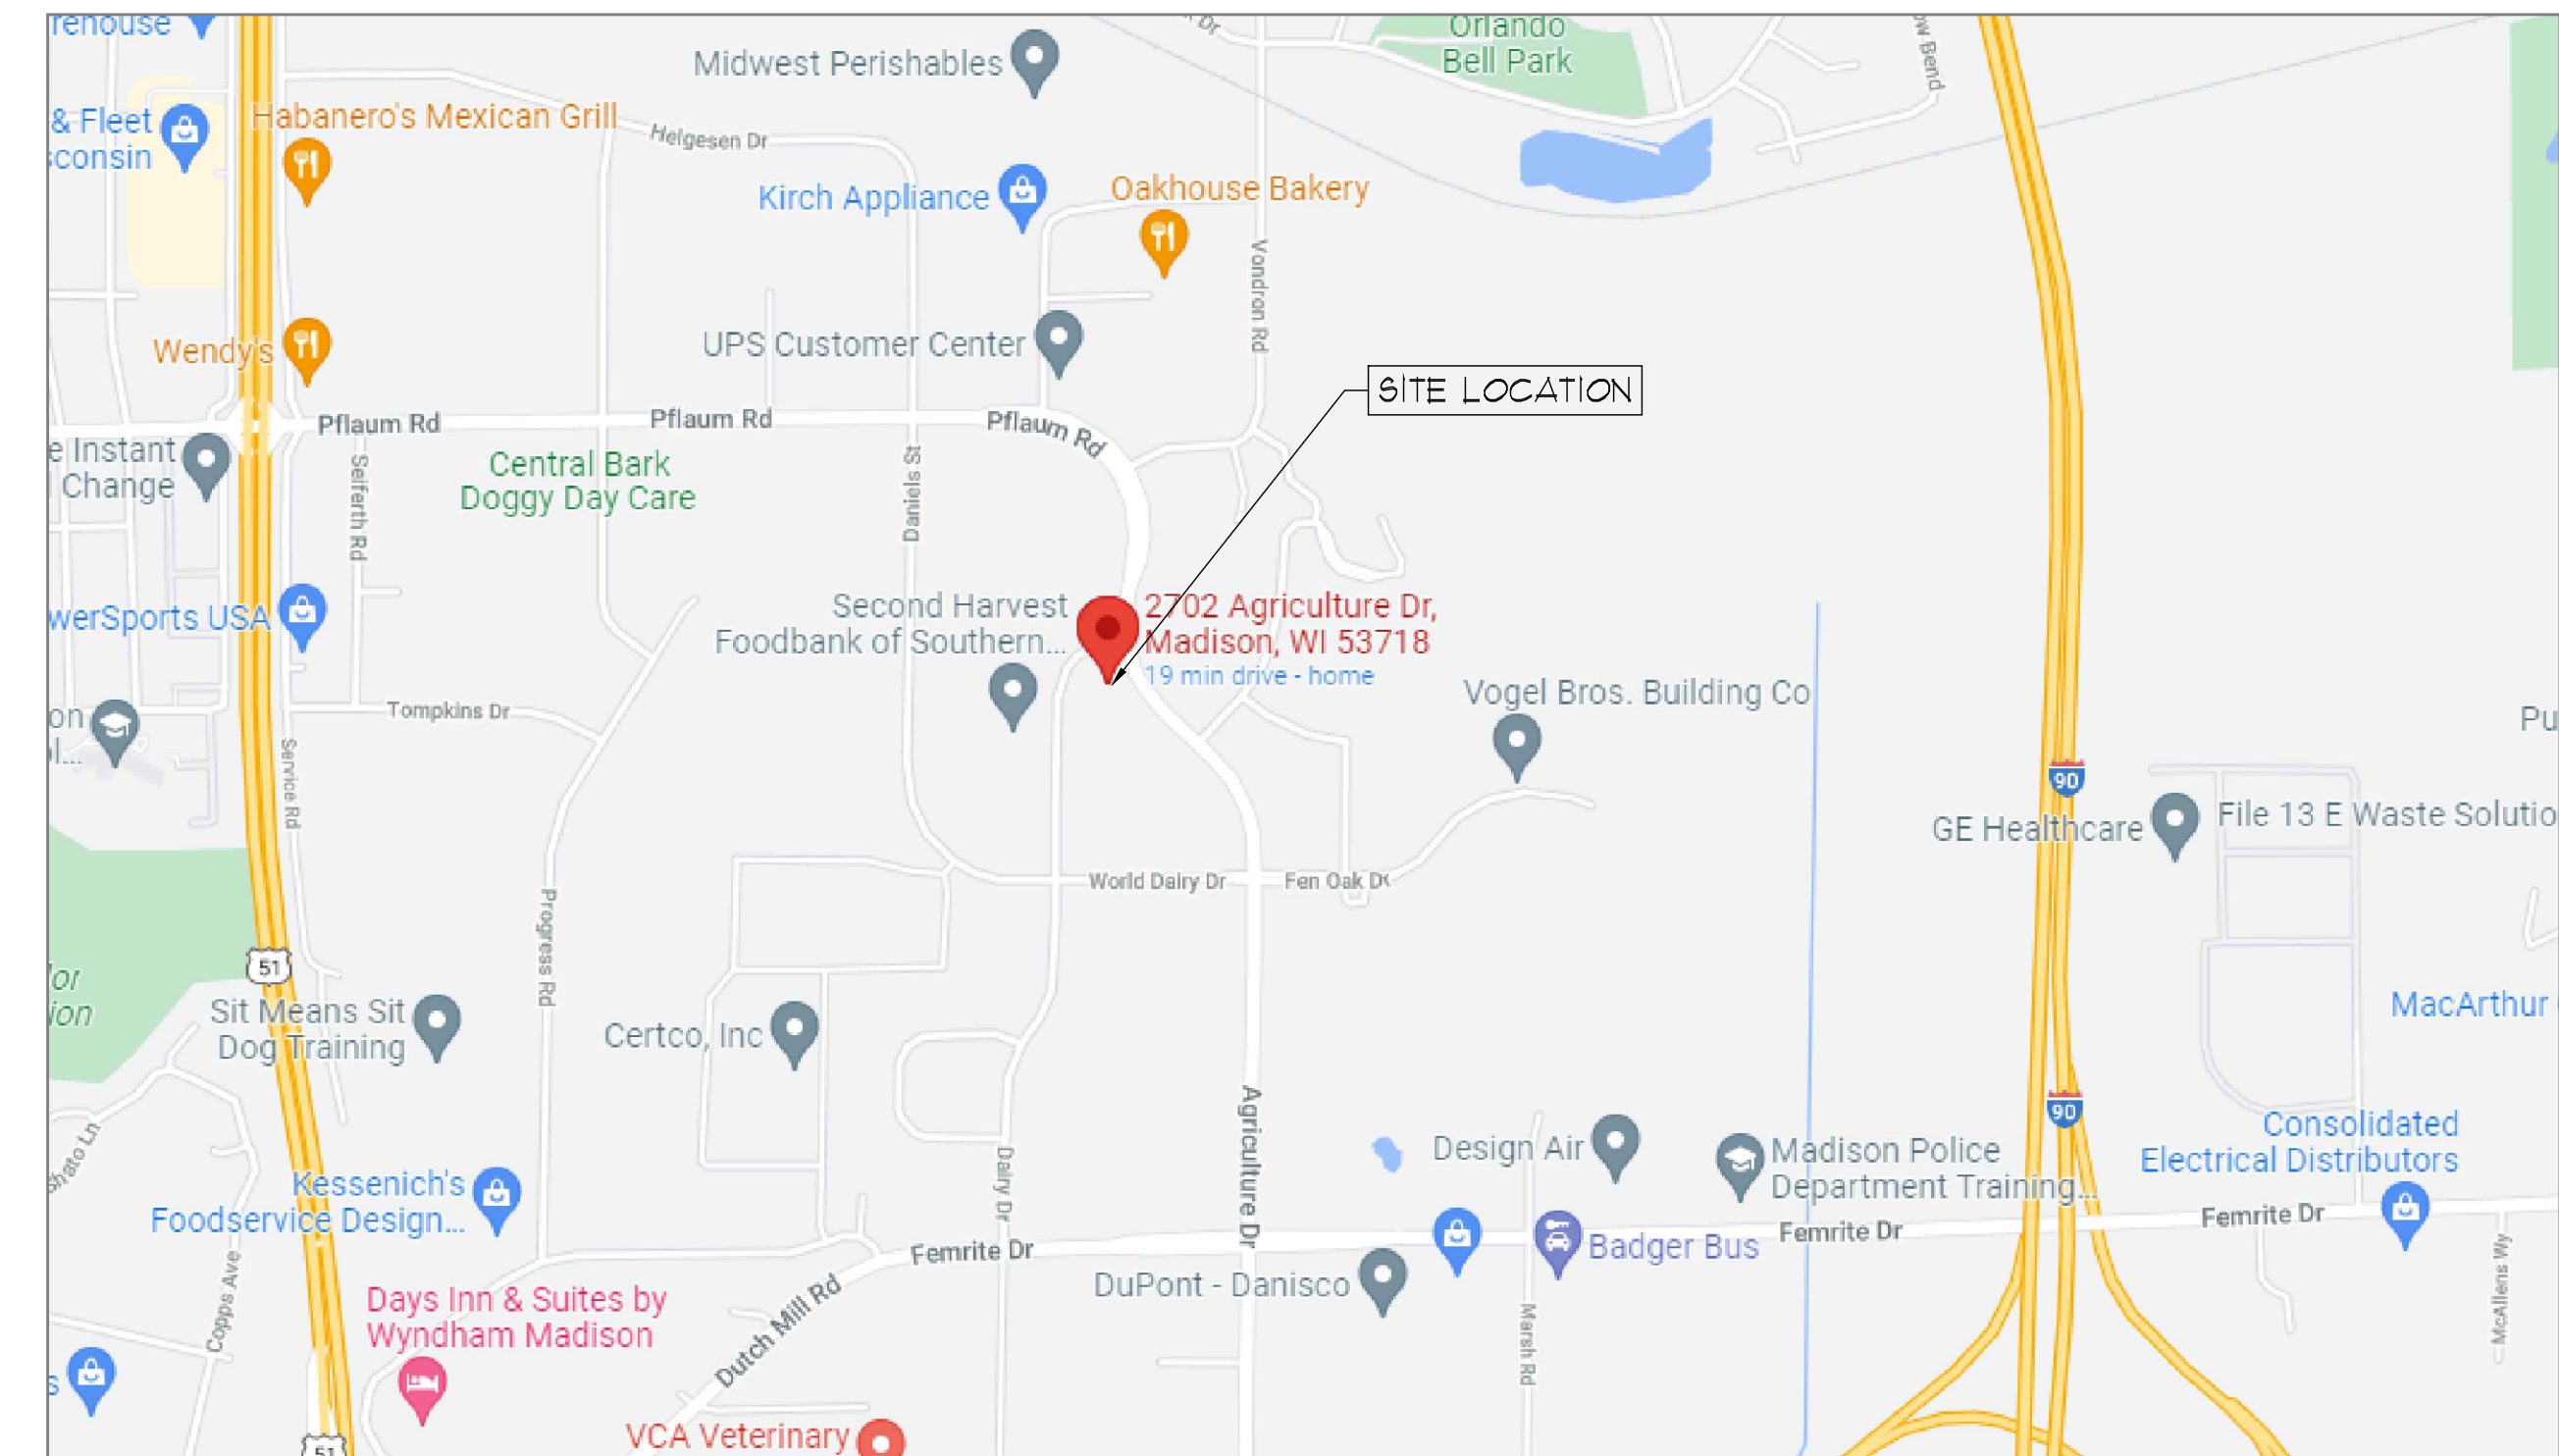 Orlando
Bell Park
Midwest Perishables
Habanero's Mexican Grill
& Fleet
Helgesen Dr
Kirch Appliance
Oakhouse Bakery
Vondron Rd
Wendy's
UPS Customer Center
SITE LOCATION
Pflaum Rd
Pflaum Rd
Pflaum Rd
Instant
Change
Seiferth Rd
Central Bark
Doggy Day Care
Daniels St
Second Harvest
Foodbank of Southern...
2702 Agriculture Dr,
Madison, WI 53718
19 min drive - home
werSports USA
Tompkins Dr
Vogel Bros. Building Co
Service Rd
90
GE Healthcare
File 13 E Waste Solutio
World Dairy Dr
Fen Oak Dr
Progress Rd
51
Sit Means Sit
Dog Training
Certco, Inc
MacArthur
Agriculture Dr
90
Design Air
Madison Police
Department Training...
Consolidated
Electrical Distributors
Dairy Dr
Kessenich's
Foodservice Design...
Femrite Dr
Femrite Dr
Femrite Dr
Badger Bus
DuPont - Danisco
Copps Ave
Days Inn & Suites by
Wyndham Madison
Dutch Mill Rd
Marsh Rd
McAllens Wy
VCA Veterinary
51